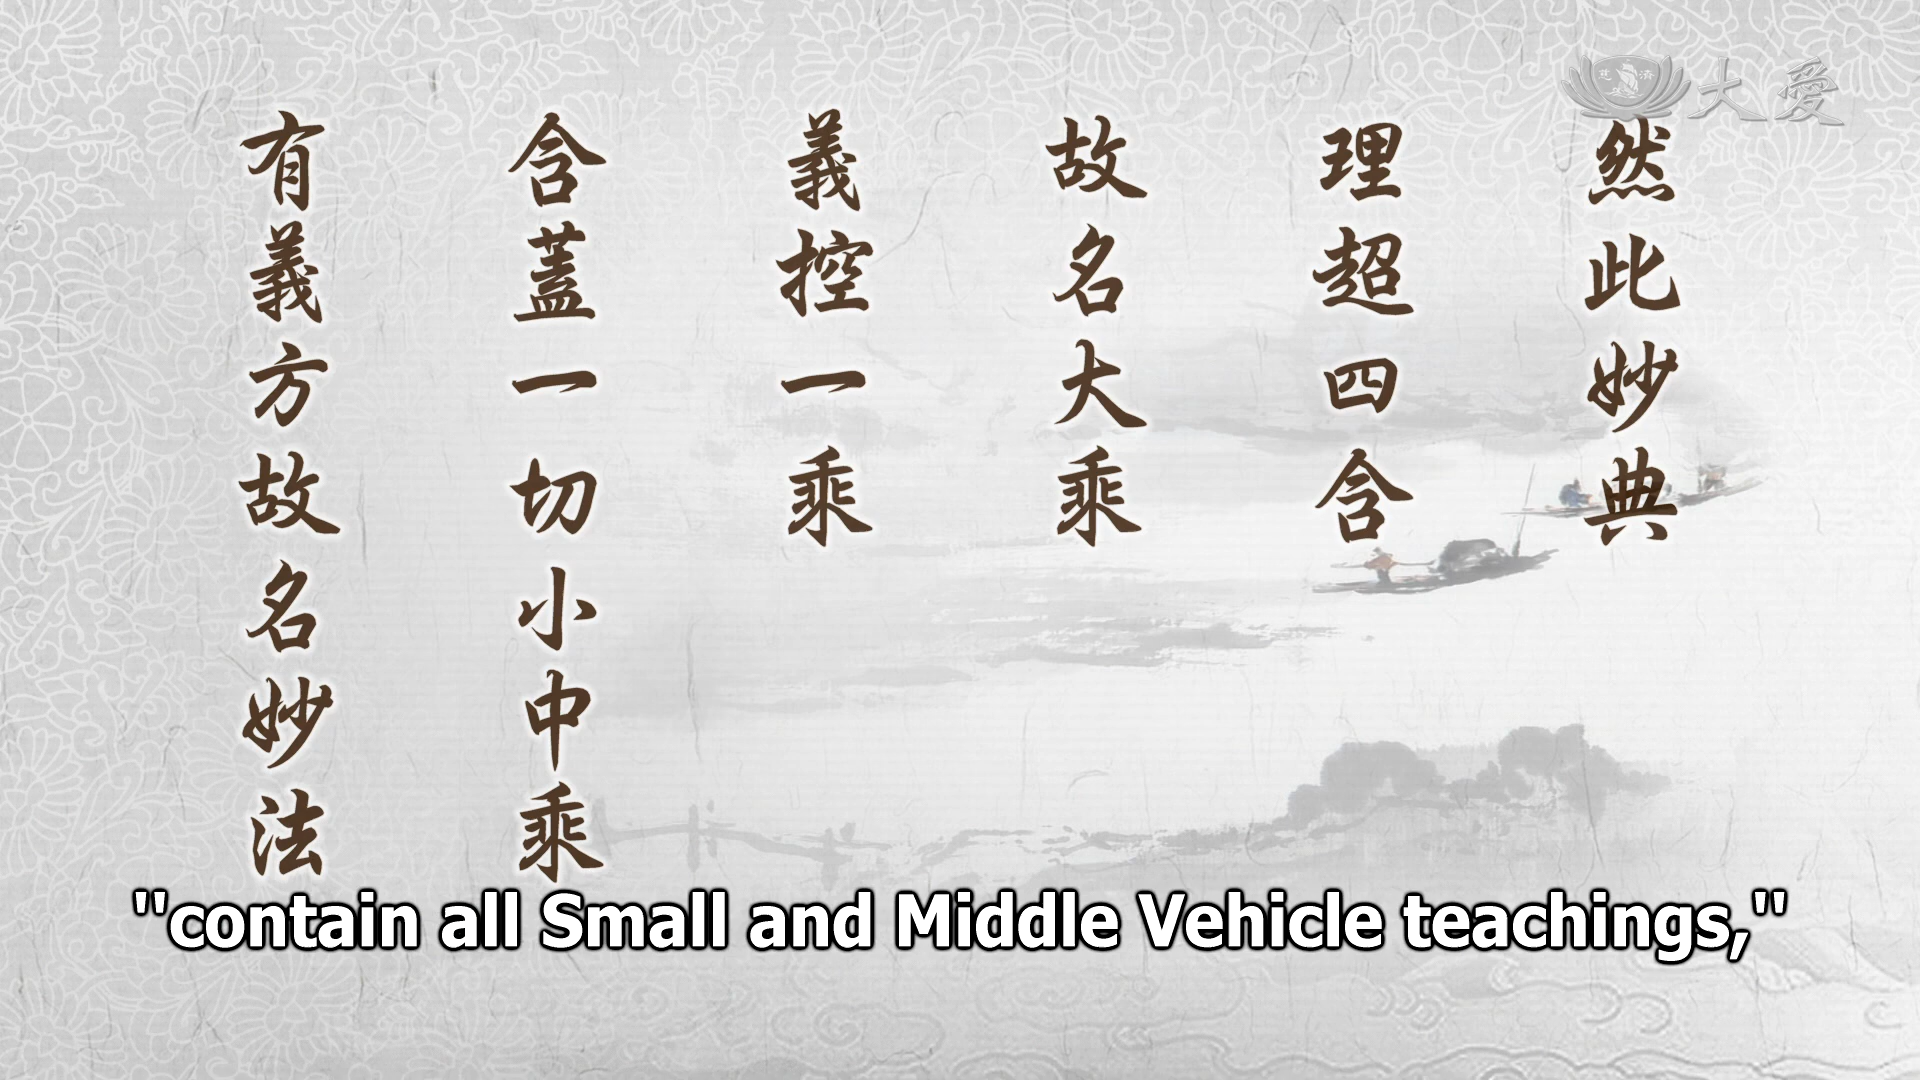 大愛
慈濟
然此妙典
理超四含
故名大乘
義控一乘
含蓋一切小中乘
有義方故名妙法
"contain all Small and Middle Vehicle teachings,"